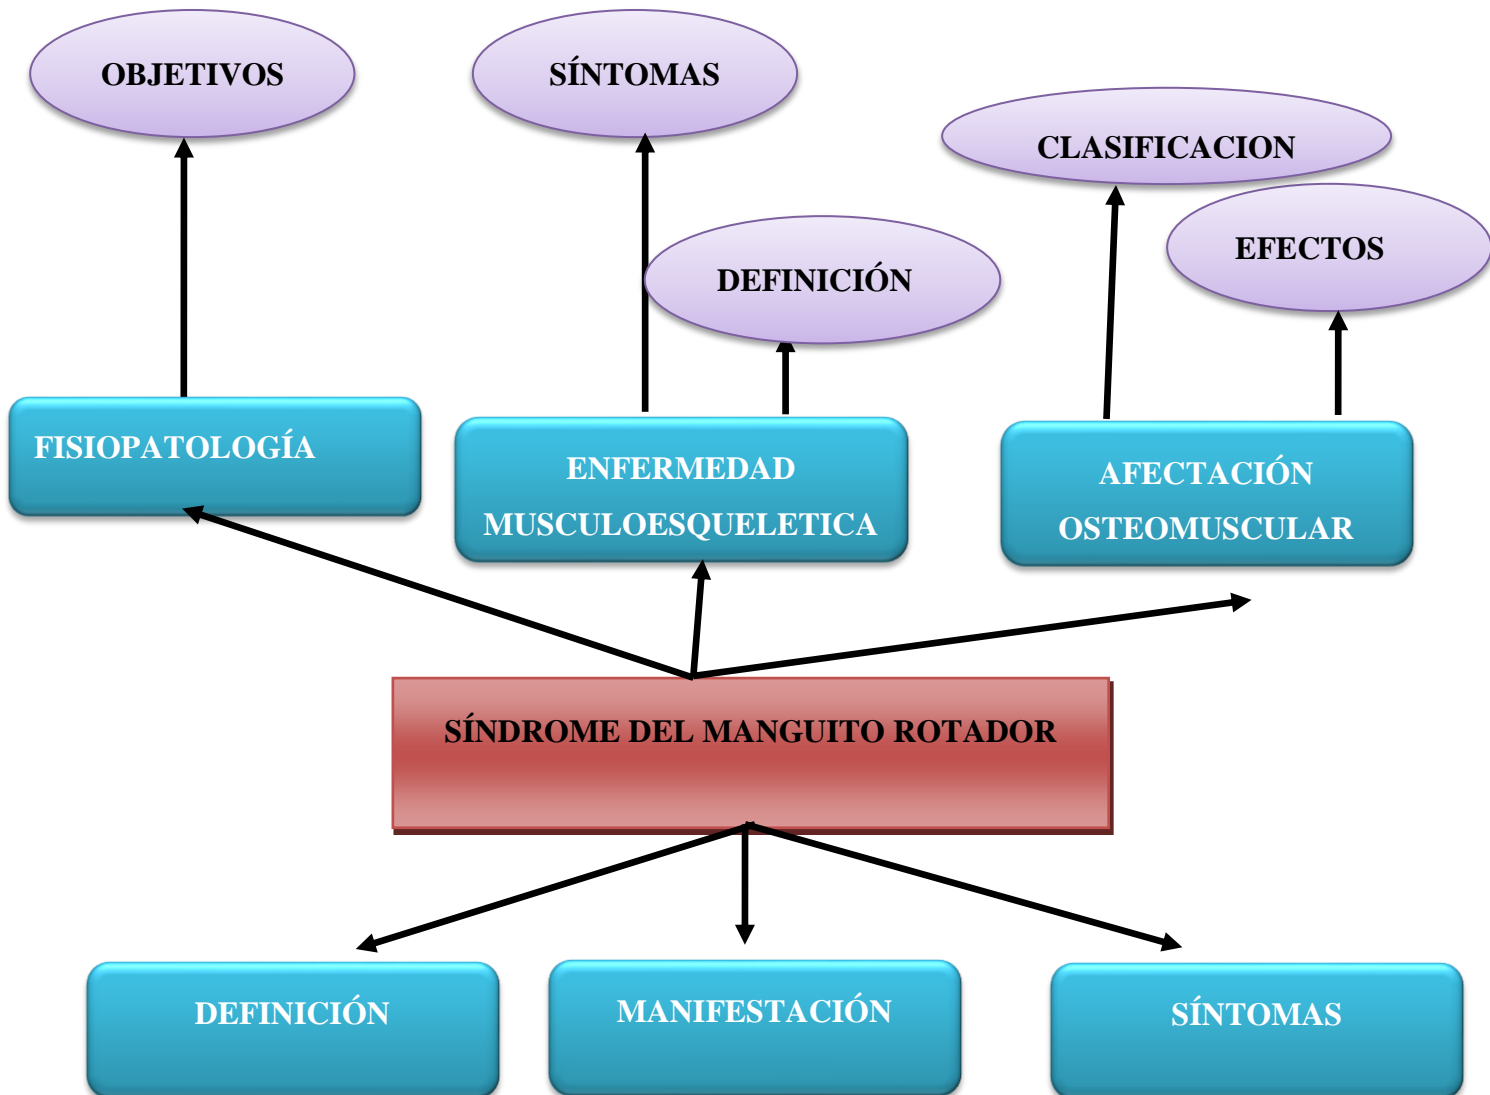 OBJETIVOS
SÍNTOMAS
CLASIFICACION
EFECTOS
DEFINICIÓN
FISIOPATOLOGÍA
ENFERMEDAD
MUSCULOESQUELETICA
AFECTACIÓN
OSTEOMUSCULAR
SÍNDROME DEL MANGUITO ROTADOR
DEFINICIÓN
MANIFESTACIÓN
SÍNTOMAS